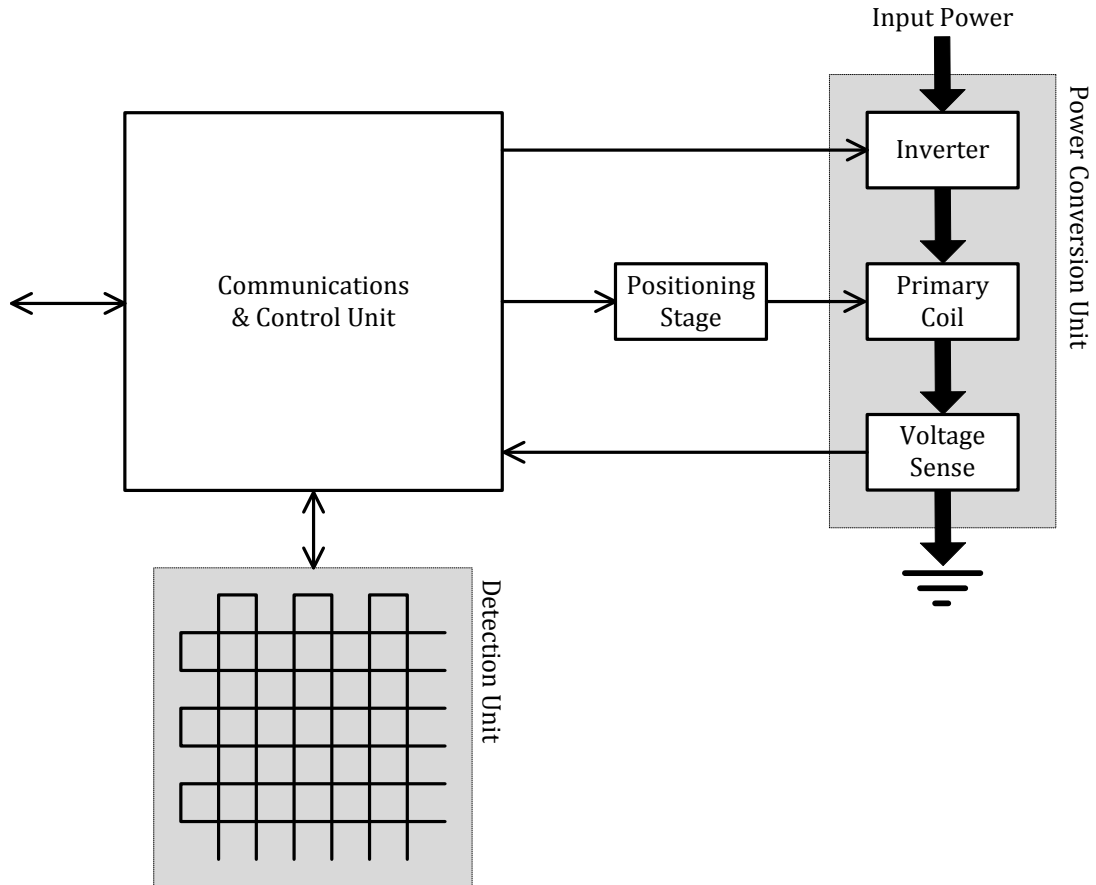 Input Power
Inverter
Power Conversion Unit
Communications
& Control Unit
Positioning
Stage
Primary
Coil
Voltage
Sense
Detection Unit